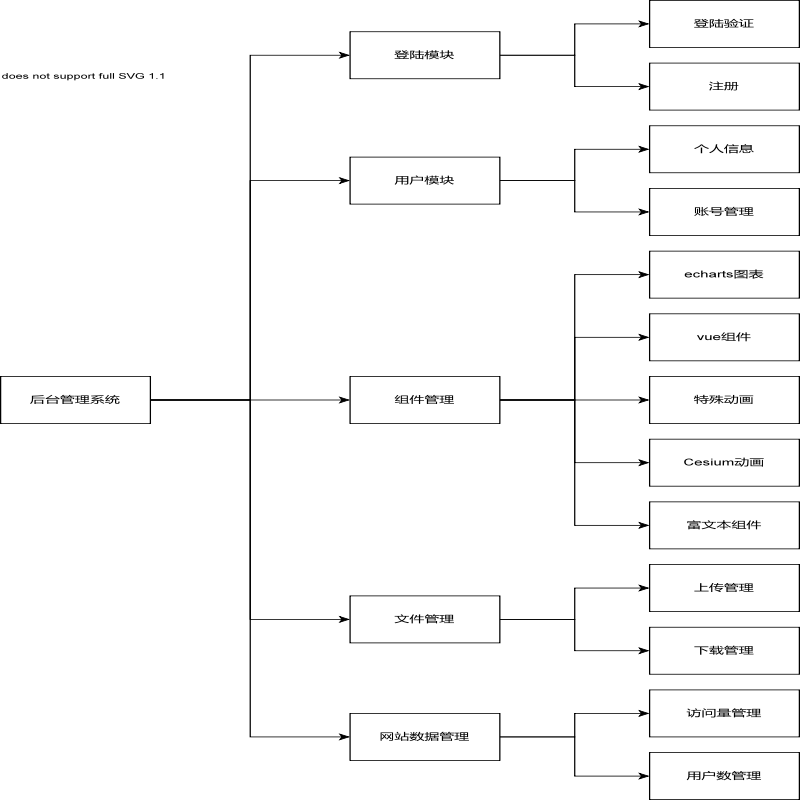 does not support full SVG 1.1
后台管理系统
登陆模块
登陆验证
注册
用户模块
个人信息
账号管理
组件管理
echarts图表
vue组件
特殊动画
Cesium动画
富文本组件
文件管理
上传管理
下载管理
网站数据管理
访问量管理
用户数管理